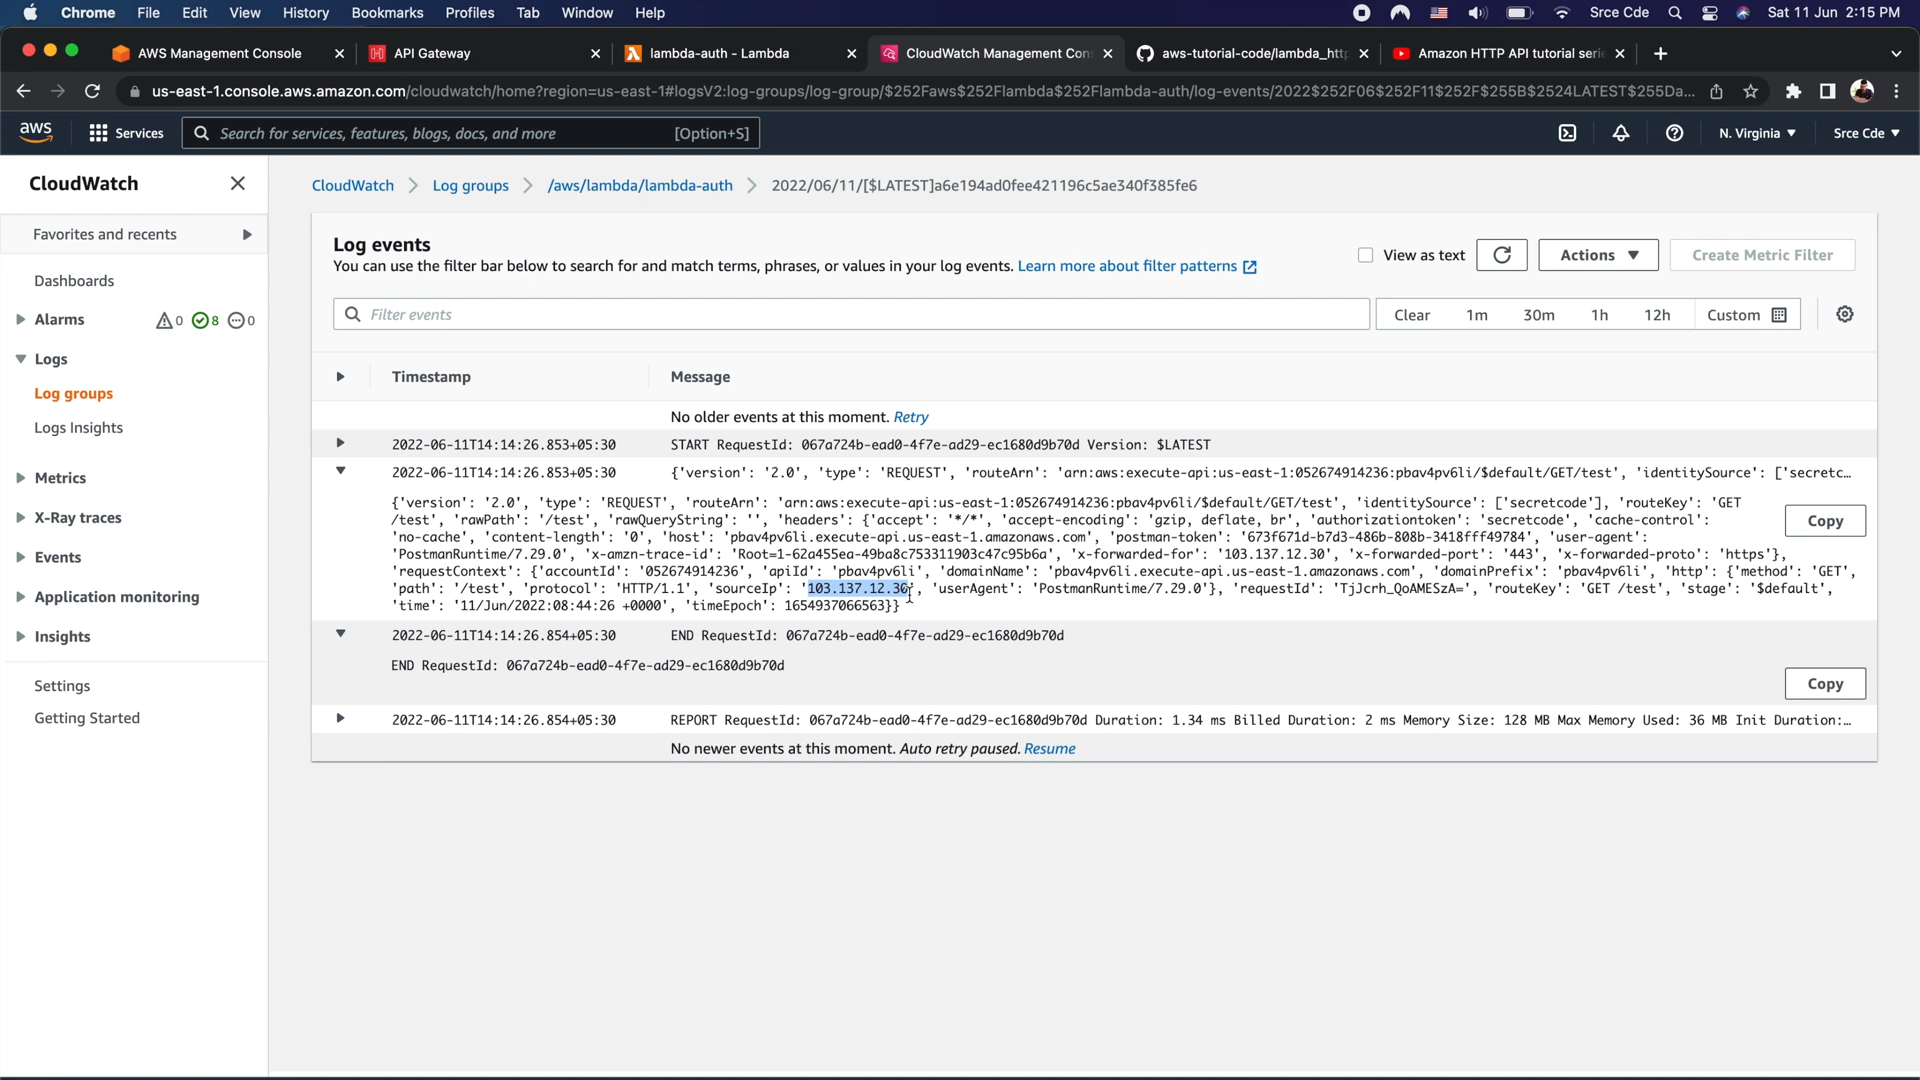 Chrome File Edit View History Bookmarks Profiles Tab Window Help Srce Cde Sat 11 Jun 2:15 PM
AWS Management Console API Gateway lambda-auth - Lambda CloudWatch Management Con aws-tutorial-code/lambda_http Amazon HTTP API tutorial seri
us-east-1.console.aws.amazon.com/cloudwatch/home?region=us-east-1#logsV2:log-groups/log-group/$252Faws$252Flambda$252Flambda-auth/log-events/2022$252F06$252F11$252F$255B$2524LATEST$255Da...
aws Services Search for services, features, blogs, docs, and more [Option+S] N. Virginia Srce Cde
CloudWatch
Favorites and recents
Dashboards
Alarms 0 8 0
Logs
Log groups
Logs Insights
Metrics
X-Ray traces
Events
Application monitoring
Insights
Settings
Getting Started
CloudWatch Log groups /aws/lambda/lambda-auth 2022/06/11/[$LATEST]a6e194ad0fee421196c5ae340f385fe6
Log events
You can use the filter bar below to search for and match terms, phrases, or values in your log events. Learn more about filter patterns
View as text Actions Create Metric Filter
Filter events Clear 1m 30m 1h 12h Custom
Timestamp Message
No older events at this moment. Retry
2022-06-11T14:14:26.853+05:30 START RequestId: 067a724b-ead0-4f7e-ad29-ec1680d9b70d Version: $LATEST
2022-06-11T14:14:26.853+05:30 {'version': '2.0', 'type': 'REQUEST', 'routeArn': 'arn:aws:execute-api:us-east-1:052674914236:pbav4pv6li/$default/GET/test', 'identitySource': ['secretc…
{'version': '2.0', 'type': 'REQUEST', 'routeArn': 'arn:aws:execute-api:us-east-1:052674914236:pbav4pv6li/$default/GET/test', 'identitySource': ['secretcode'], 'routeKey': 'GET
/test', 'rawPath': '/test', 'rawQueryString': '', 'headers': {'accept': '*/*', 'accept-encoding': 'gzip, deflate, br', 'authorizationtoken': 'secretcode', 'cache-control':
'no-cache', 'content-length': '0', 'host': 'pbav4pv6li.execute-api.us-east-1.amazonaws.com', 'postman-token': '673f671d-b7d3-486b-808b-3418fff49784', 'user-agent':
'PostmanRuntime/7.29.0', 'x-amzn-trace-id': 'Root=1-62a455ea-49ba8c753311903c47c95b6a', 'x-forwarded-for': '103.137.12.30', 'x-forwarded-port': '443', 'x-forwarded-proto': 'https'},
'requestContext': {'accountId': '052674914236', 'apiId': 'pbav4pv6li', 'domainName': 'pbav4pv6li.execute-api.us-east-1.amazonaws.com', 'domainPrefix': 'pbav4pv6li', 'http': {'method': 'GET',
'path': '/test', 'protocol': 'HTTP/1.1', 'sourceIp': '103.137.12.30', 'userAgent': 'PostmanRuntime/7.29.0'}, 'requestId': 'TjJcrh_QoAMESzA=', 'routeKey': 'GET /test', 'stage': '$default',
'time': '11/Jun/2022:08:44:26 +0000', 'timeEpoch': 1654937066563}}
Copy
2022-06-11T14:14:26.854+05:30 END RequestId: 067a724b-ead0-4f7e-ad29-ec1680d9b70d
END RequestId: 067a724b-ead0-4f7e-ad29-ec1680d9b70d
Copy
2022-06-11T14:14:26.854+05:30 REPORT RequestId: 067a724b-ead0-4f7e-ad29-ec1680d9b70d Duration: 1.34 ms Billed Duration: 2 ms Memory Size: 128 MB Max Memory Used: 36 MB Init Duration:…
No newer events at this moment. Auto retry paused. Resume